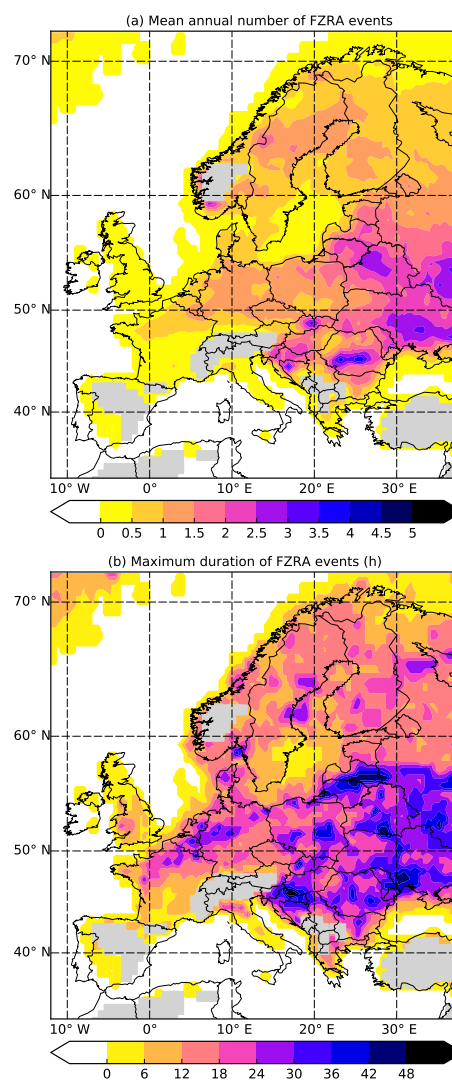 (a) Mean annual number of FZRA events
70° N
60° N
50° N
40° N
10° W 0° 10° E 20° E 30° E
0 0.5 1 1.5 2 2.5 3 3.5 4 4.5 5
(b) Maximum duration of FZRA events (h)
70° N
60° N
50° N
40° N
10° W 0° 10° E 20° E 30° E
0 6 12 18 24 30 36 42 48